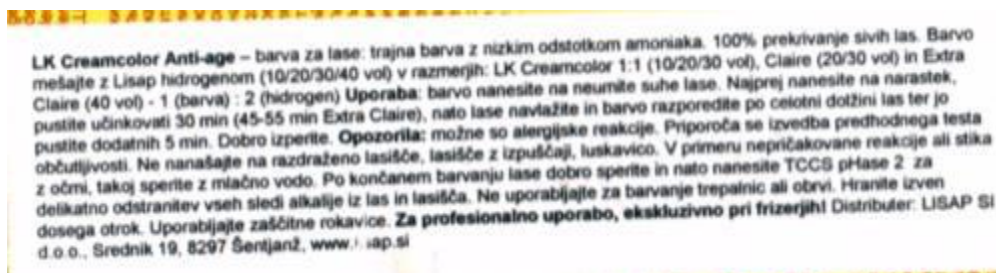 LK Creamcolor Anti-age – barva za lase: trajna barva z nizkim odstotkom amoniaka. 100% prekrivanje sivih las. Barvo
mešajte z Lisap hidrogenom (10/20/30/40 vol) v razmerjih: LK Creamcolor 1:1 (10/20/30 vol), Claire (20/30 vol) in Extra
Claire (40 vol) - 1 (barva) : 2 (hidrogen) Uporaba: barvo nanesite na neumite suhe lase. Najprej nanesite na narastek,
pustite učinkovati 30 min (45-55 min Extra Claire), nato lase navlažite in barvo razporedite po celotni dolžini las ter jo
pustite dodatnih 5 min. Dobro izperite. Opozorila: možne so alergijske reakcije. Priporoča se izvedba predhodnega testa
občutljivosti. Ne nanašajte na razdraženo lasišče, lasišče z izpuščaji, luskavico. V primeru nepričakovane reakcije ali stika
z očmi, takoj sperite z mlačno vodo. Po končanem barvanju lase dobro sperite in nato nanesite TCCS pHase 2 za
delikatno odstranitev vseh sledi alkalije iz las in lasišča. Ne uporabljajte za barvanje trepalnic ali obrvi. Hranite izven
dosega otrok. Uporabljajte zaščitne rokavice. Za profesionalno uporabo, ekskluzivno pri frizerjih! Distributer: LISAP SI
d.o.o., Srednik 19, 8297 Šentjanž,